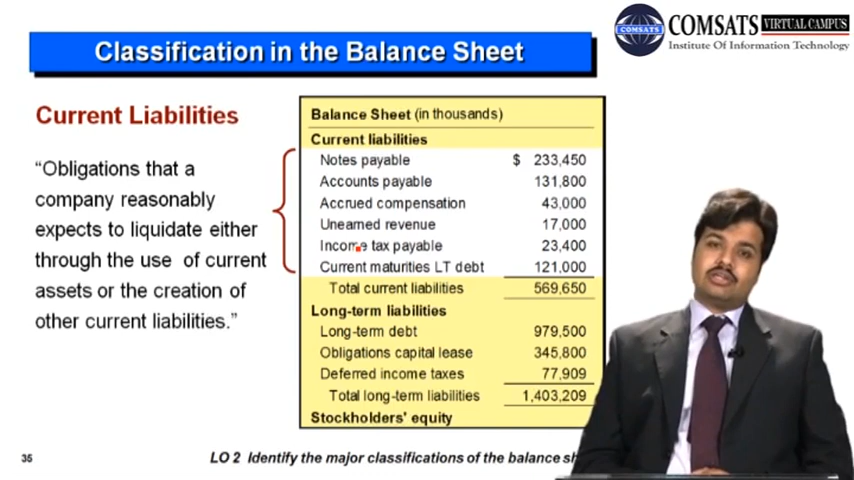 Classification in the Balance Sheet
COMSATS
COMSATS VIRTUAL CAMPUS
Institute Of Information Technology
Current Liabilities
“Obligations that a
company reasonably
expects to liquidate either
through the use of current
assets or the creation of
other current liabilities.”
Balance Sheet (in thousands)
Current liabilities
Notes payable $ 233,450
Accounts payable 131,800
Accrued compensation 43,000
Unearned revenue 17,000
Income tax payable 23,400
Current maturities LT debt 121,000
Total current liabilities 569,650
Long-term liabilities
Long-term debt 979,500
Obligations capital lease 345,800
Deferred income taxes 77,909
Total long-term liabilities 1,403,209
Stockholders' equity
35
LO 2 Identify the major classifications of the balance sh